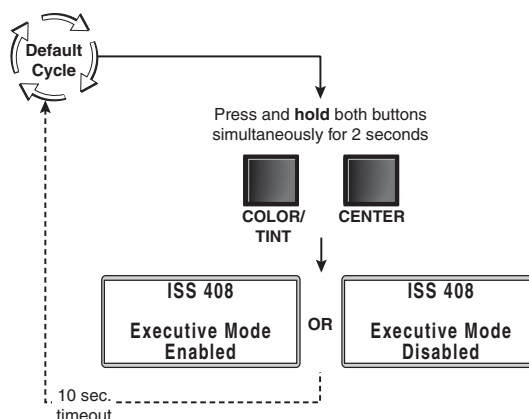 Default
Cycle
Press and hold both buttons
simultaneously for 2 seconds
COLOR/
TINT
CENTER
ISS 408
Executive Mode
Enabled
OR
ISS 408
Executive Mode
Disabled
10 sec.
timeout